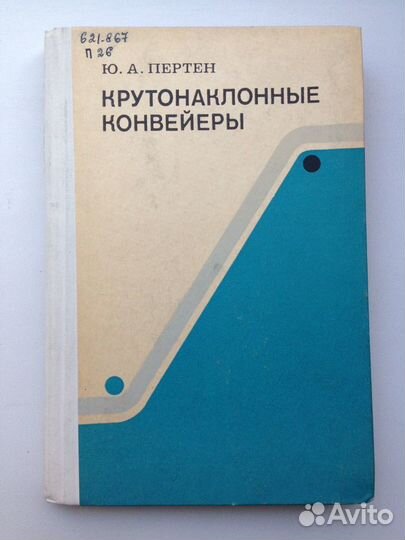 621-867
П 26
Ю. А. ПЕРТЕН
КРУТОНАКЛОННЫЕ
КОНВЕЙЕРЫ
Avito